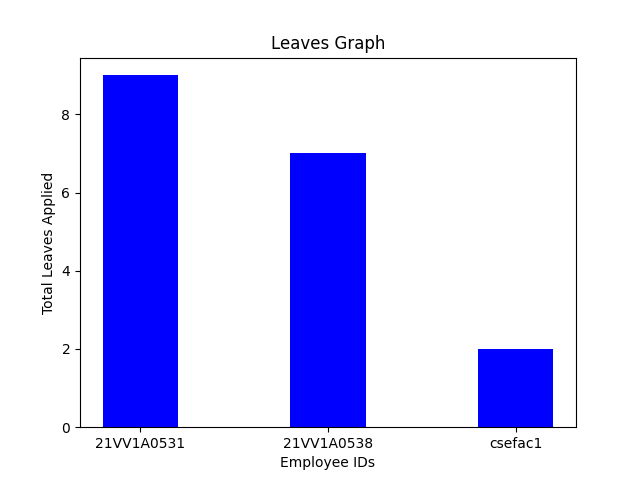 Leaves Graph
Total Leaves Applied
8
6
4
2
0
21VV1A0531 21VV1A0538 csefac1
Employee IDs